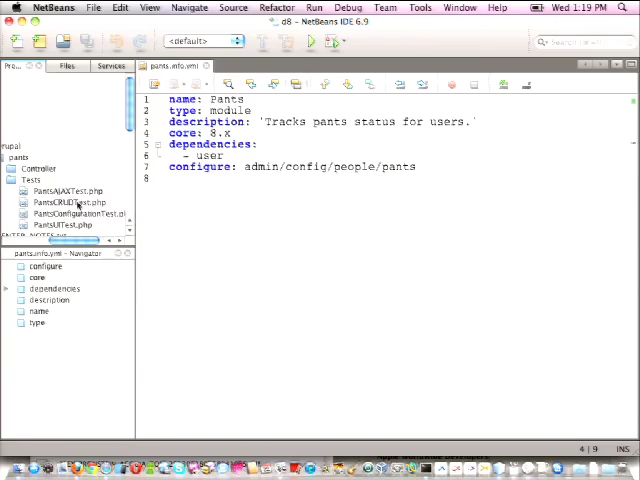 NetBeans File Edit View Navigate Source Refactor Run Debug Team Tools Window Help Wed 1:19 PM
d8 - NetBeans IDE 6.9
<default>
Search
Pr... Files Services
pants.info.yml
1 name: Pants
2 type: module
3 description: 'Tracks pants status for users.'
4 core: 8.x
5 dependencies:
6 - user
7 configure: admin/config/people/pants
8
pants
Controller
Tests
PantsAJAXTest.php
PantsCRUDTest.php
PantsConfigurationTest.pl
PantsUITest.php
pants.info.yml - Navigator
configure
core
dependencies
description
name
type
4 | 9 INS